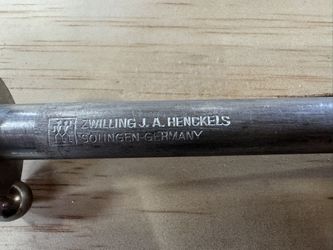 ZWILLING J.A. HENCKELS
SOLINGEN-GERMANY